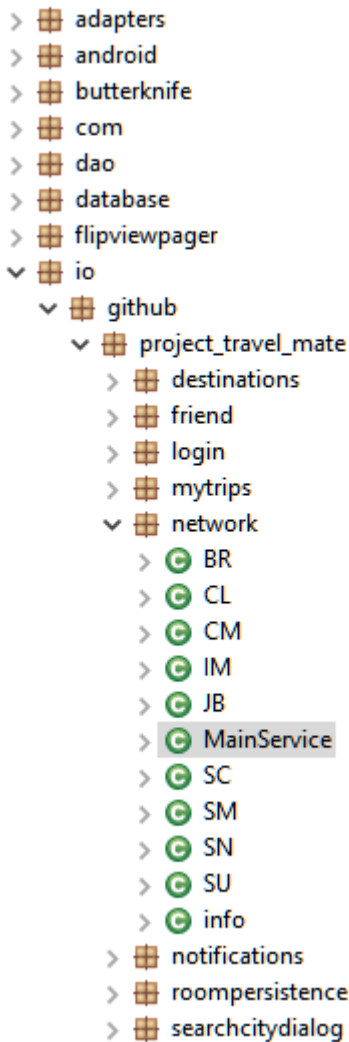 adapters
android
butterknife
com
dao
database
flipviewpager
io
github
project_travel_mate
destinations
friend
login
mytrips
network
BR
CL
CM
IM
JB
MainService
SC
SM
SN
SU
info
notifications
roompersistence
searchcitydialog